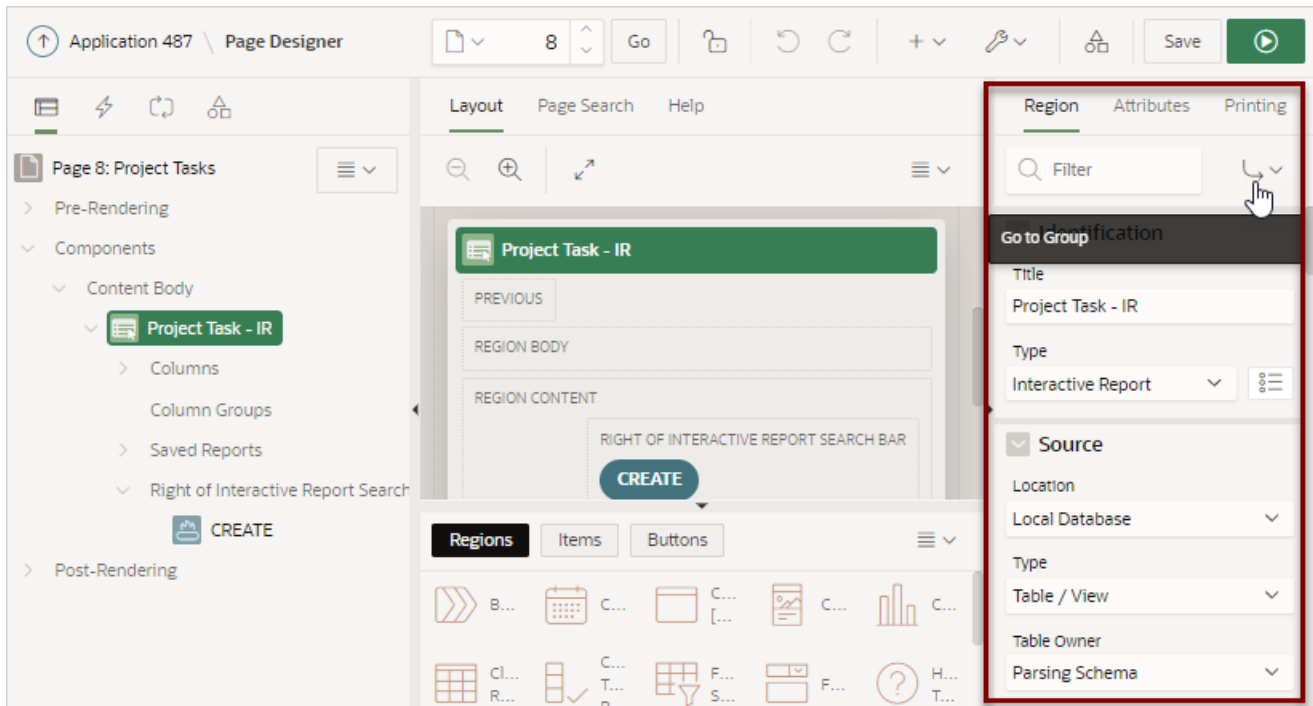 Application 487 \ Page Designer
8
Go
Save
Page 8: Project Tasks
Pre-Rendering
Components
Content Body
Project Task - IR
Columns
Column Groups
Saved Reports
Right of Interactive Report Search
CREATE
Post-Rendering
Layout Page Search Help
Project Task - IR
PREVIOUS
REGION BODY
REGION CONTENT
RIGHT OF INTERACTIVE REPORT SEARCH BAR
CREATE
Regions Items Buttons
B...
C...
C...
[...
C...
C...
Cl...
R...
C...
T...
F...
S...
F...
H...
T...
Region Attributes Printing
Filter
Identification
Go to Group
Title
Project Task - IR
Type
Interactive Report
Source
Location
Local Database
Type
Table / View
Table Owner
Parsing Schema